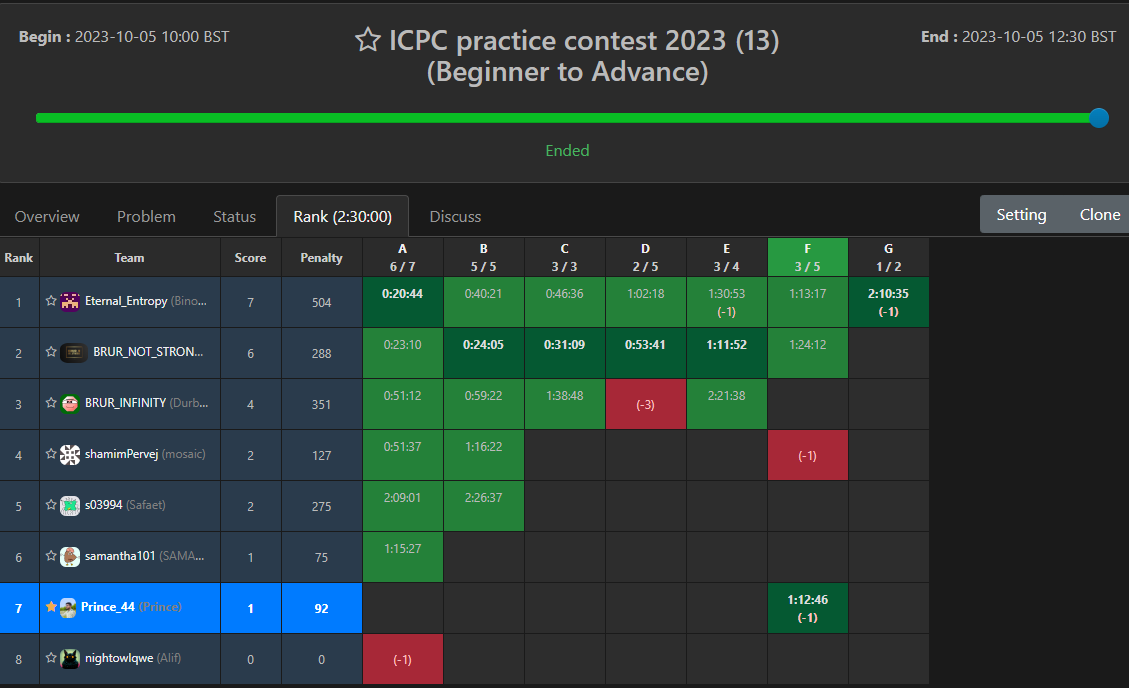 Begin : 2023-10-05 10:00 BST
ICPC practice contest 2023 (13)
(Beginner to Advance)
End : 2023-10-05 12:30 BST
Ended
Overview Problem Status Rank (2:30:00) Discuss Setting Clone
Rank Team Score Penalty A B C D E F G
6 / 7 5 / 5 3 / 3 2 / 5 3 / 4 3 / 5 1 / 2
1 Eternal_Entropy (Bino... 7 504 0:20:44 0:40:21 0:46:36 1:02:18 1:30:53 1:13:17 2:10:35
(-1) (-1)
2 BRUR_NOT_STRON... 6 288 0:23:10 0:24:05 0:31:09 0:53:41 1:11:52 1:24:12
3 BRUR_INFINITY (Durb... 4 351 0:51:12 0:59:22 1:38:48 (-3) 2:21:38
4 shamimPervej (mosaic) 2 127 0:51:37 1:16:22 (-1)
5 s03994 (Safaet) 2 275 2:09:01 2:26:37
6 samantha101 (SAMA... 1 75 1:15:27
7 Prince_44 (Prince) 1 92 1:12:46
(-1)
8 nightowlqwe (Alif) 0 0 (-1)